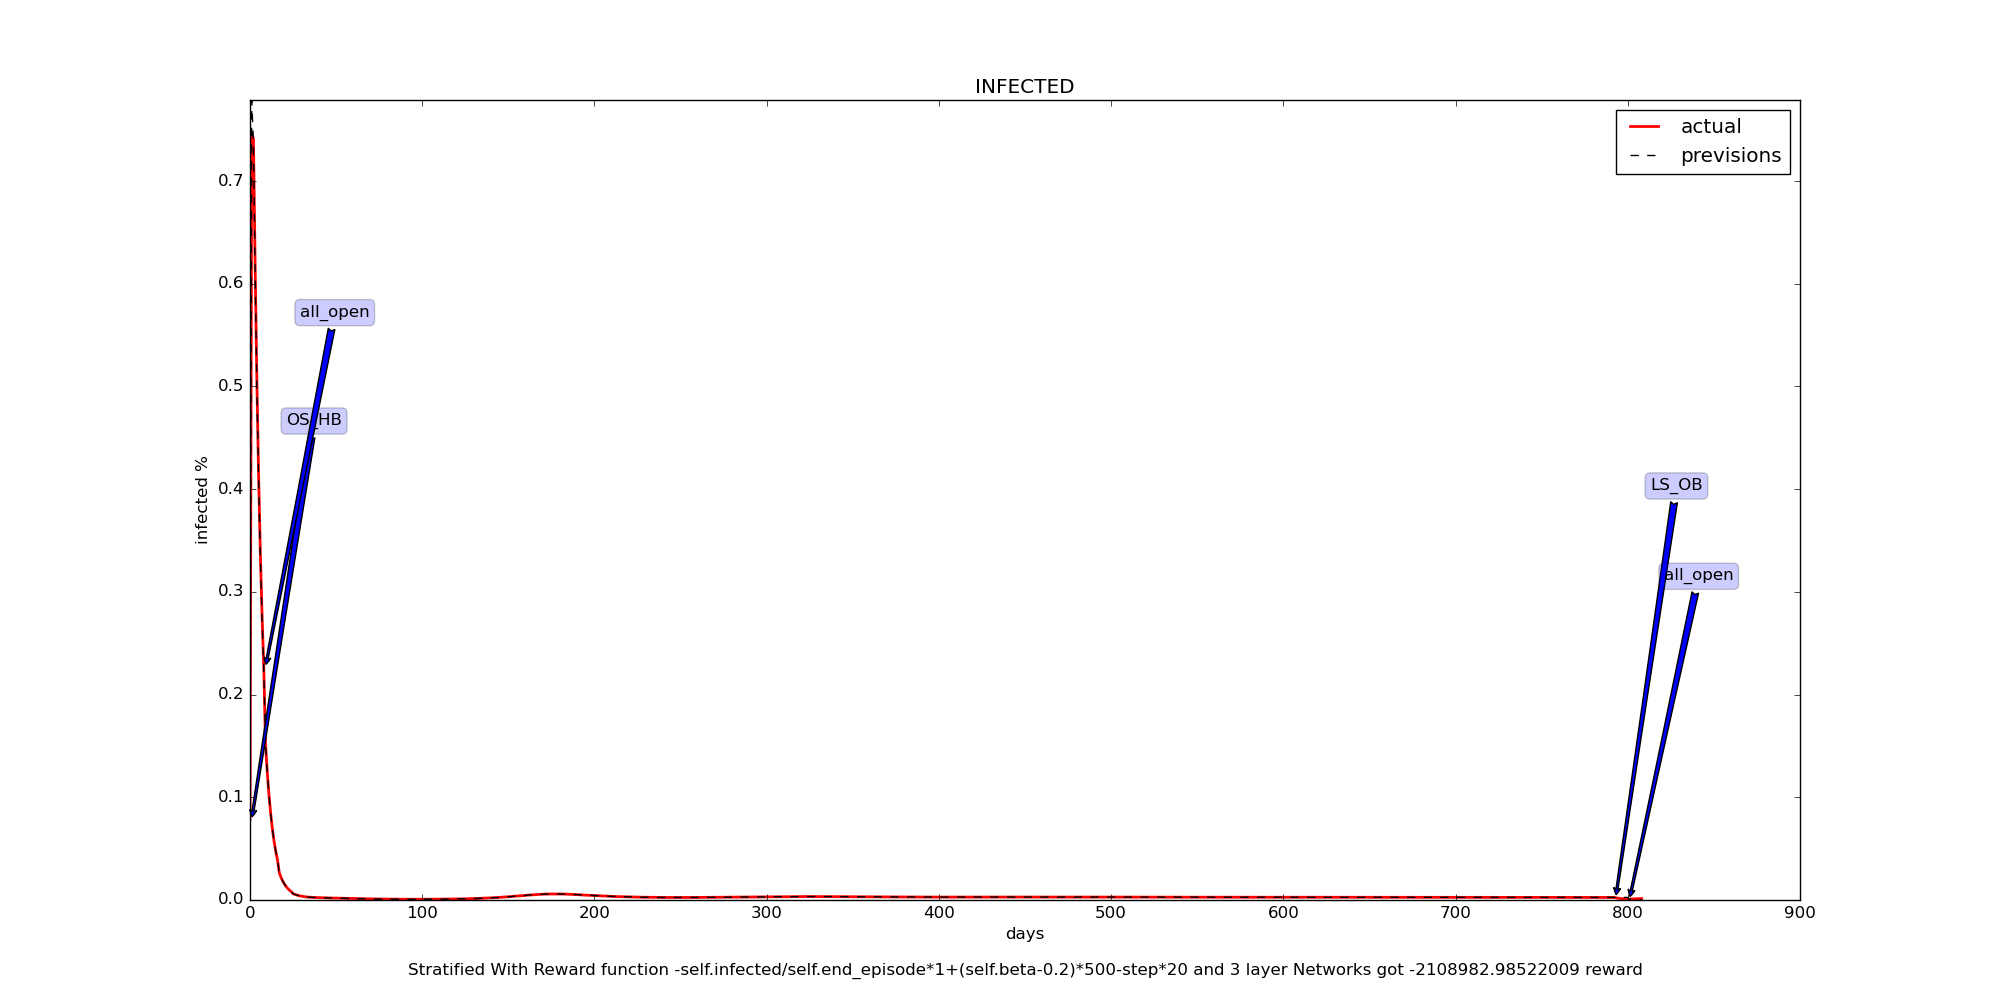 INFECTED
actual
previsions
0.7
0.6
0.5
0.4
0.3
0.2
0.1
0.0
infected %
all_open
OS_HB
LS_OB
all_open
0 100 200 300 400 500 600 700 800 900
days
Stratified With Reward function -self.infected/self.end_episode*1+(self.beta-0.2)*500-step*20 and 3 layer Networks got -2108982.98522009 reward